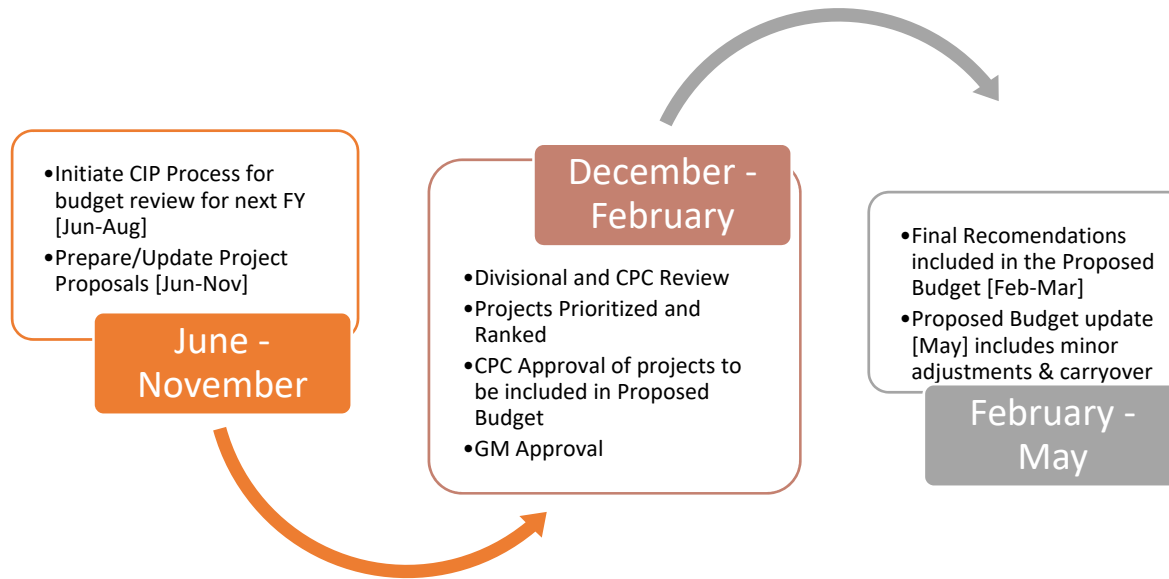 •Initiate CIP Process for
budget review for next FY
[Jun-Aug]
•Prepare/Update Project
Proposals [Jun-Nov]
June -
November
December -
February
•Divisional and CPC Review
•Projects Prioritized and
Ranked
•CPC Approval of projects to
be included in Proposed
Budget
•GM Approval
•Final Recomendations
included in the Proposed
Budget [Feb-Mar]
•Proposed Budget update
[May] includes minor
adjustments & carryover
February -
May